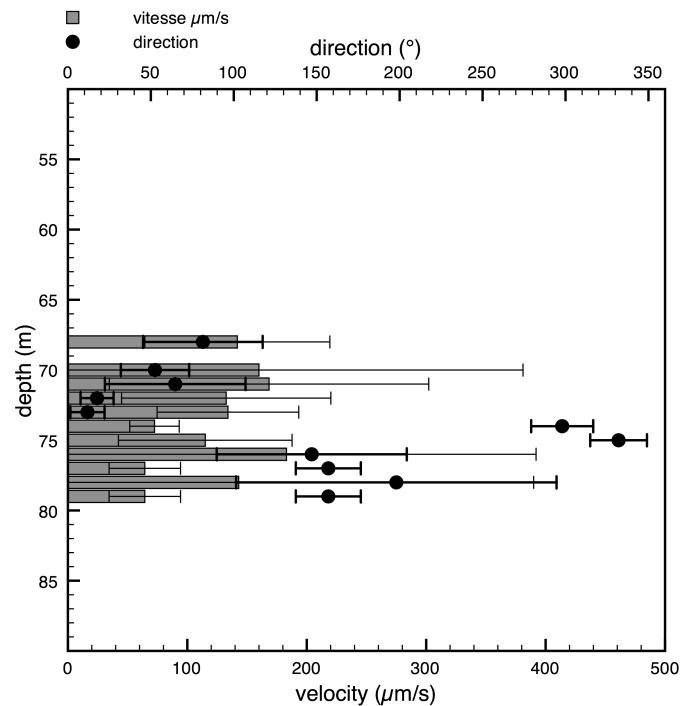 vitesse µm/s
direction
direction (°)
0 50 100 150 200 250 300 350
55
60
65
70
75
80
85
depth (m)
0 100 200 300 400 500
velocity (µm/s)